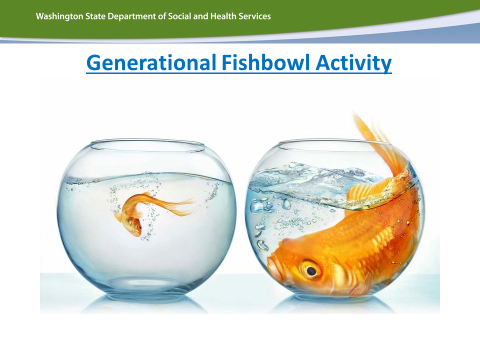 Washington State Department of Social and Health Services
Generational Fishbowl Activity